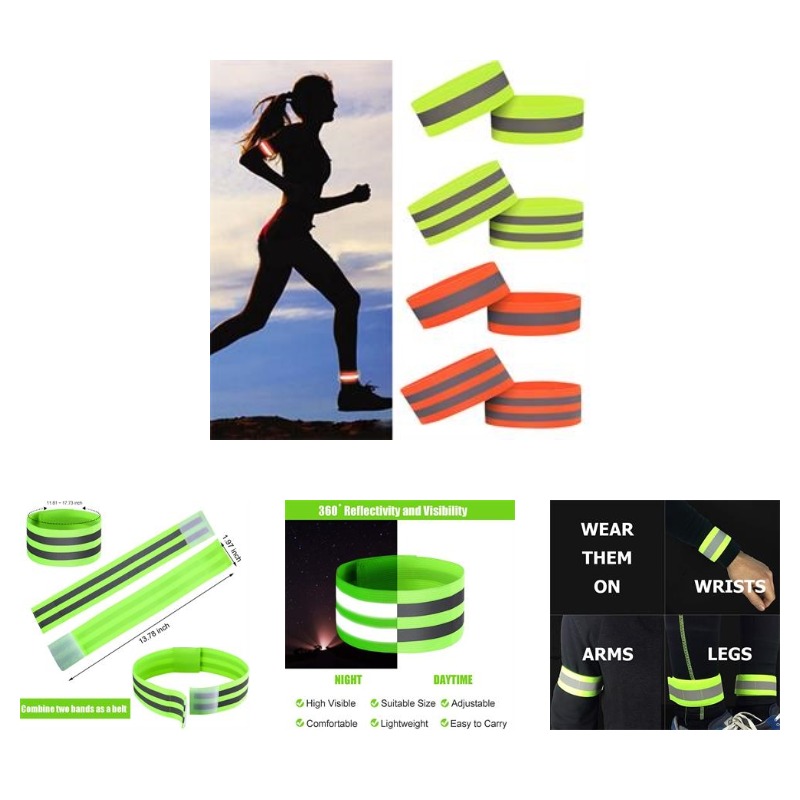 11.81 ~ 17.73 inch
1.97 inch
13.78 inch
Combine two bands as a belt
360° Reflectivity and Visibility
NIGHT DAYTIME
High Visible Suitable Size Adjustable
Comfortable Lightweight Easy to Carry
WEAR
THEM
ON
WRISTS
ARMS
LEGS